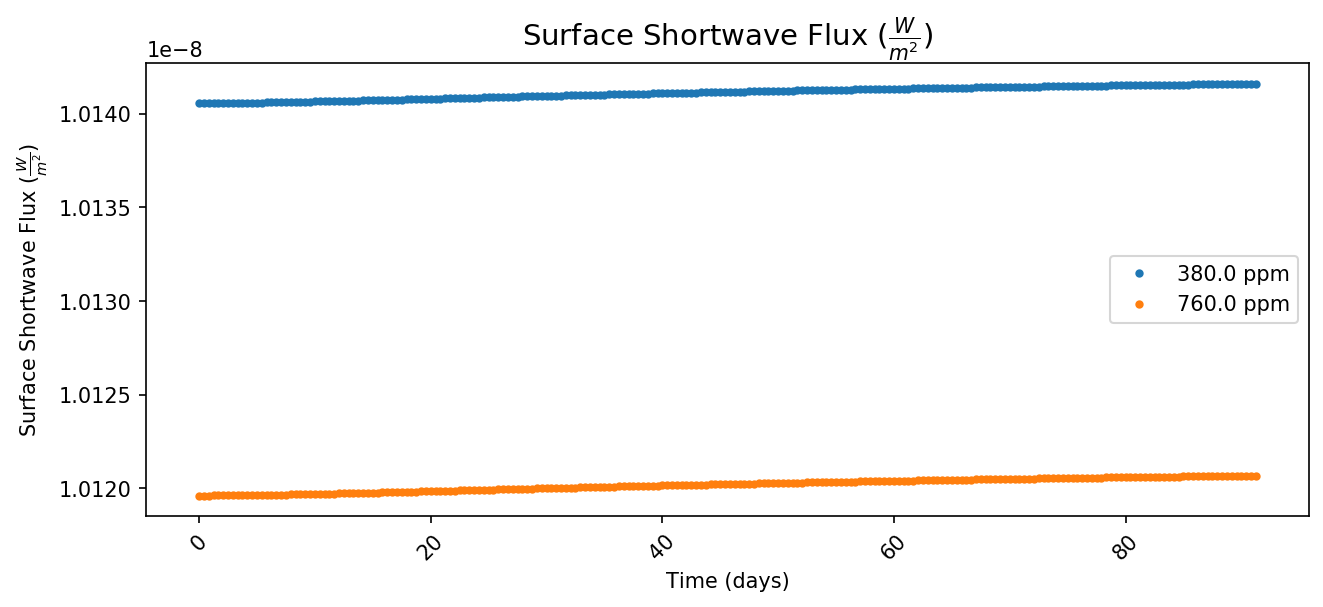 Surface Shortwave Flux (W/m²)
1e−8
Surface Shortwave Flux (W/m²)
1.0140
1.0135
1.0130
1.0125
1.0120
380.0 ppm
760.0 ppm
0 20 40 60 80
Time (days)